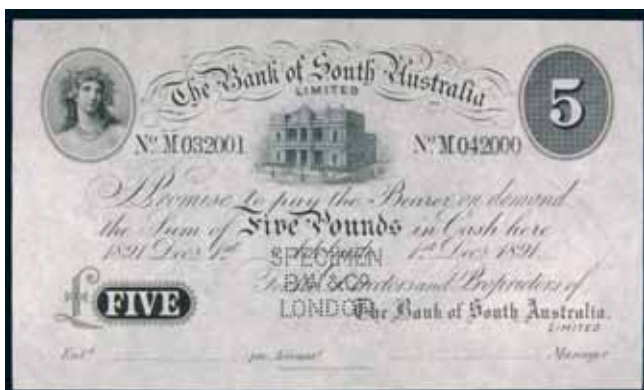 The Bank of South Australia
LIMITED
5
No. M032001 No. M042000
I Promise to pay the Bearer on demand
the Sum of Five Pounds in Cash here
1891 Decr. 1st 1st Decr. 1891
SPECIMEN
B.W. & Co
LONDON
For the Directors and Proprietors of
£ FIVE
The Bank of South Australia.
LIMITED
Entd. Manager